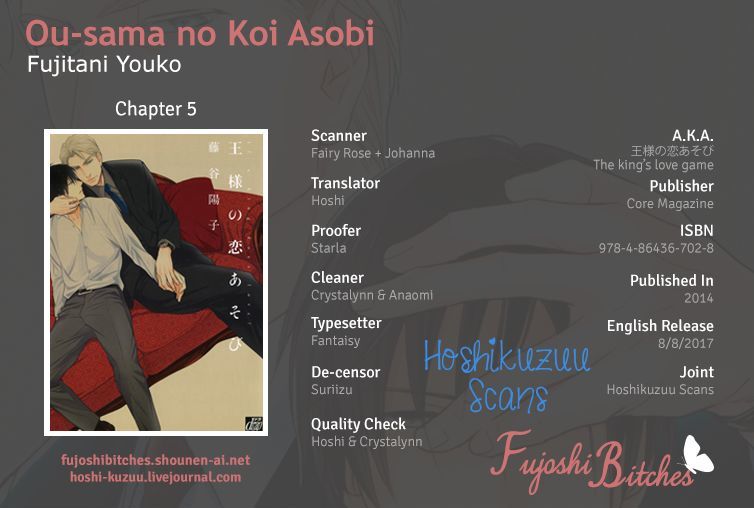 Ou-sama no Koi Asobi
Fujitani Youko
Chapter 5
王様の恋あそび
藤谷陽子
Scanner
Fairy Rose + Johanna
Translator
Hoshi
Proofer
Starla
Cleaner
Crystalynn & Anaomi
Typesetter
Fantaisy
De-censor
Suriizu
Quality Check
Hoshi & Crystalynn
A.K.A.
王様の恋あそび
The king's love game
Publisher
Core Magazine
ISBN
978-4-86436-702-8
Published In
2014
English Release
8/8/2017
Joint
Hoshikuzuu Scans
Hoshikuzuu
Scans
Fujoshi Bitches
fujoshibitches.shounen-ai.net
hoshi-kuzuu.livejournal.com